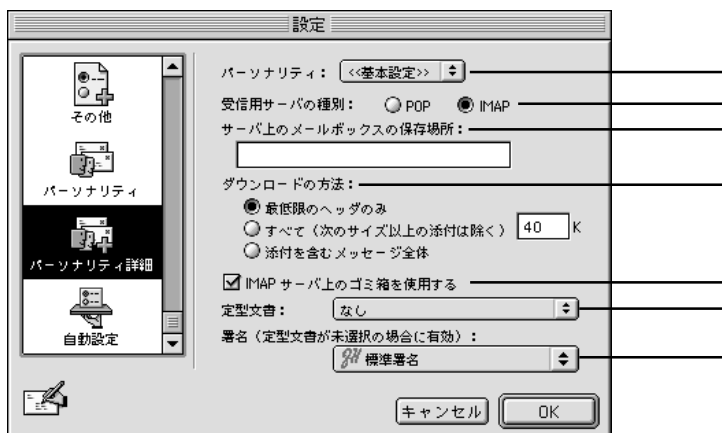 設定
その他
パーソナリティ
パーソナリティ詳細
自動設定
パーソナリティ： <<基本設定>>
受信用サーバの種別： POP IMAP
サーバ上のメールボックスの保存場所：
ダウンロードの方法：
最低限のヘッダのみ
すべて（次のサイズ以上の添付は除く） 40 K
添付を含むメッセージ全体
IMAP サーバ上のゴミ箱を使用する
定型文書： なし
署名（定型文書が未選択の場合に有効）：
標準署名
キャンセル OK